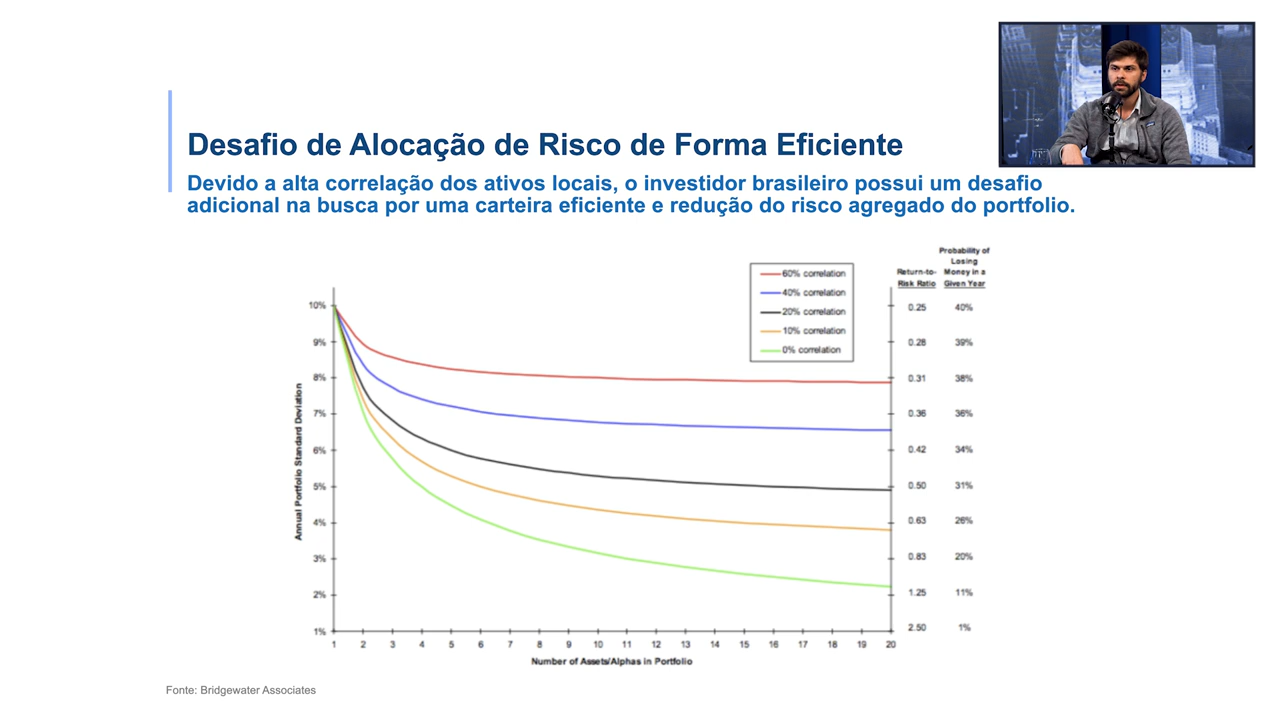 Desafio de Alocação de Risco de Forma Eficiente
Devido a alta correlação dos ativos locais, o investidor brasileiro possui um desafio
adicional na busca por uma carteira eficiente e redução do risco agregado do portfolio.
60% correlation
40% correlation
20% correlation
10% correlation
0% correlation
Return-to-
Risk Ratio
Probability of
Losing
Money in a
Given Year
10%
9%
8%
7%
6%
5%
4%
3%
2%
1%
Annual Portfolio Standard Deviation
0.25 40%
0.28 39%
0.31 38%
0.36 36%
0.42 34%
0.50 31%
0.63 26%
0.83 20%
1.25 11%
2.50 1%
1 2 3 4 5 6 7 8 9 10 11 12 13 14 15 16 17 18 19 20
Number of Assets/Alphas in Portfolio
Fonte: Bridgewater Associates